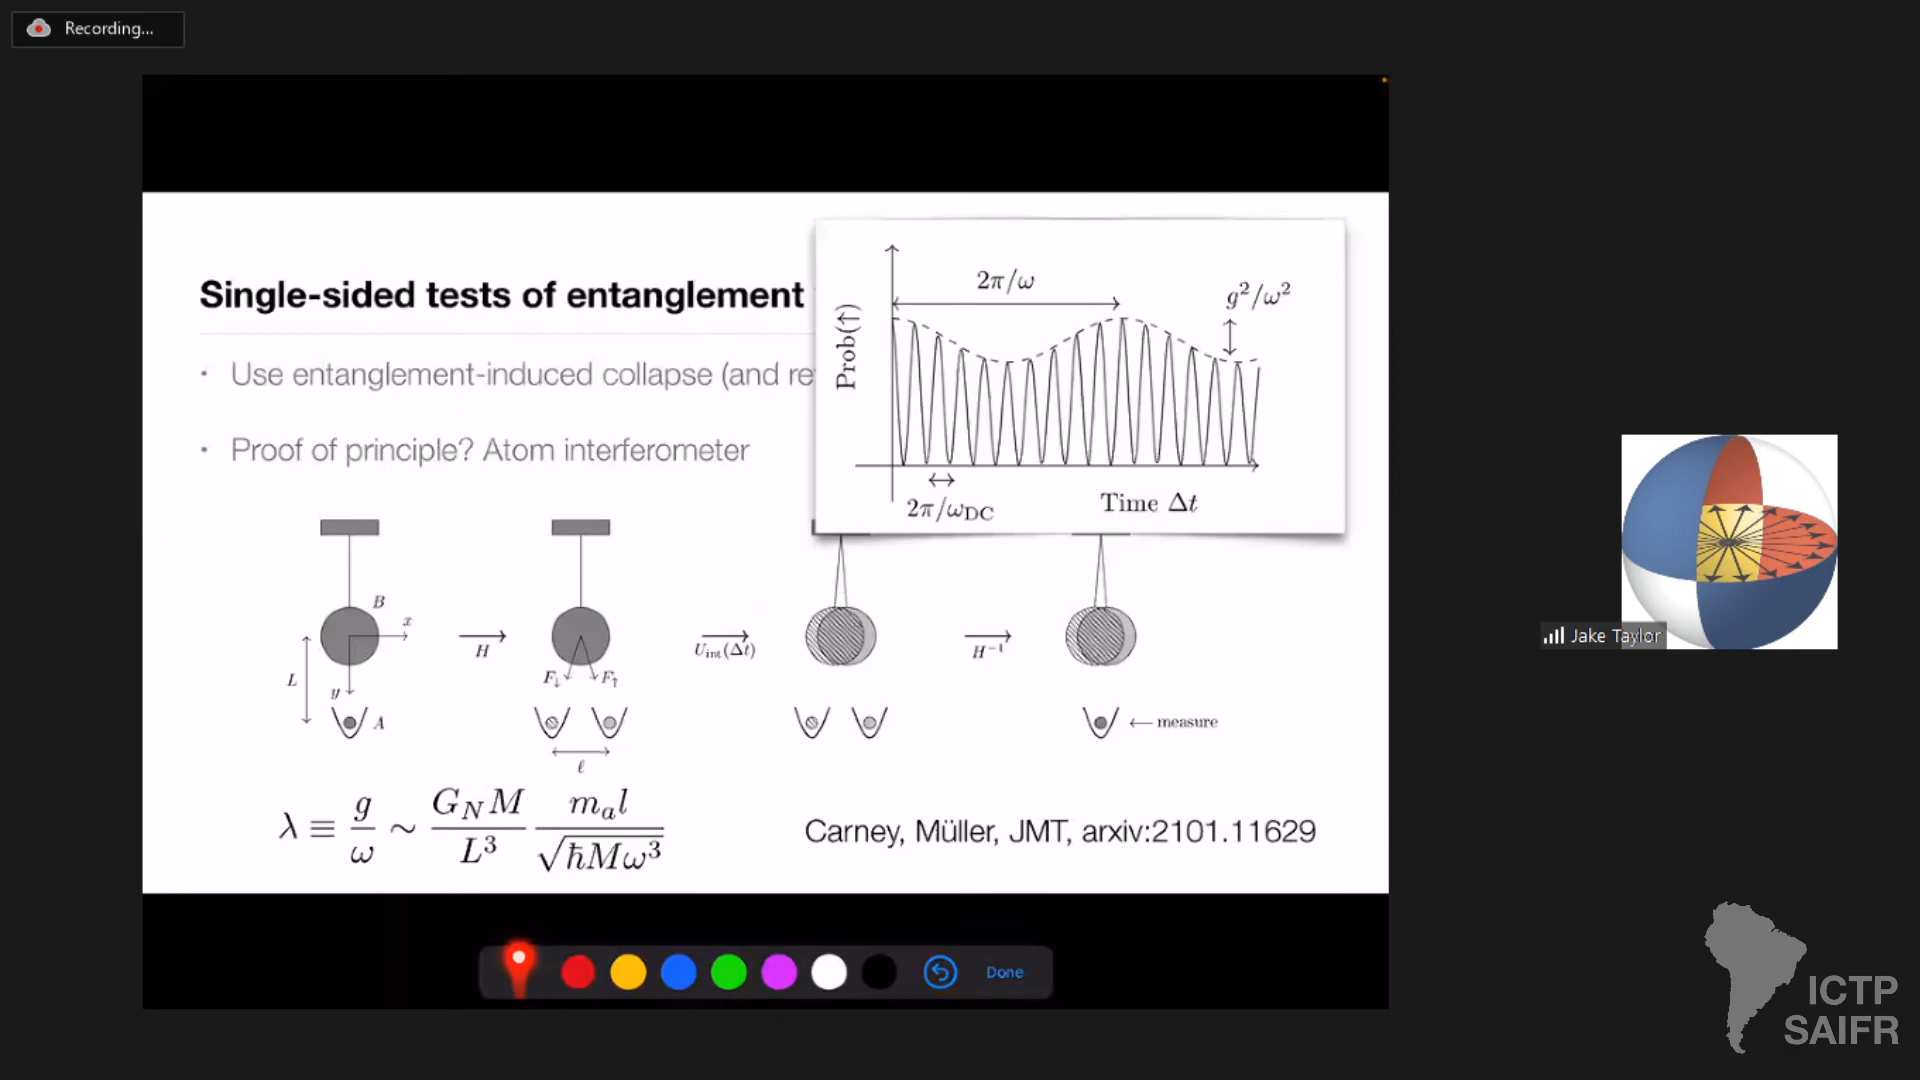 Recording...
Single-sided tests of entanglement
• Use entanglement-induced collapse (and re
• Proof of principle? Atom interferometer
Prob(↑)
2π/ω
g²/ω²
2π/ω_DC
Time Δt
B
x
L
y
A
H
F↓ F↑
ℓ
U_int(Δt)
H⁻¹
← measure
λ ≡ g/ω ~ G_N M / L³ m_a l / √ħMω³
Carney, Müller, JMT, arxiv:2101.11629
Jake Taylor
Done
ICTP
SAIFR